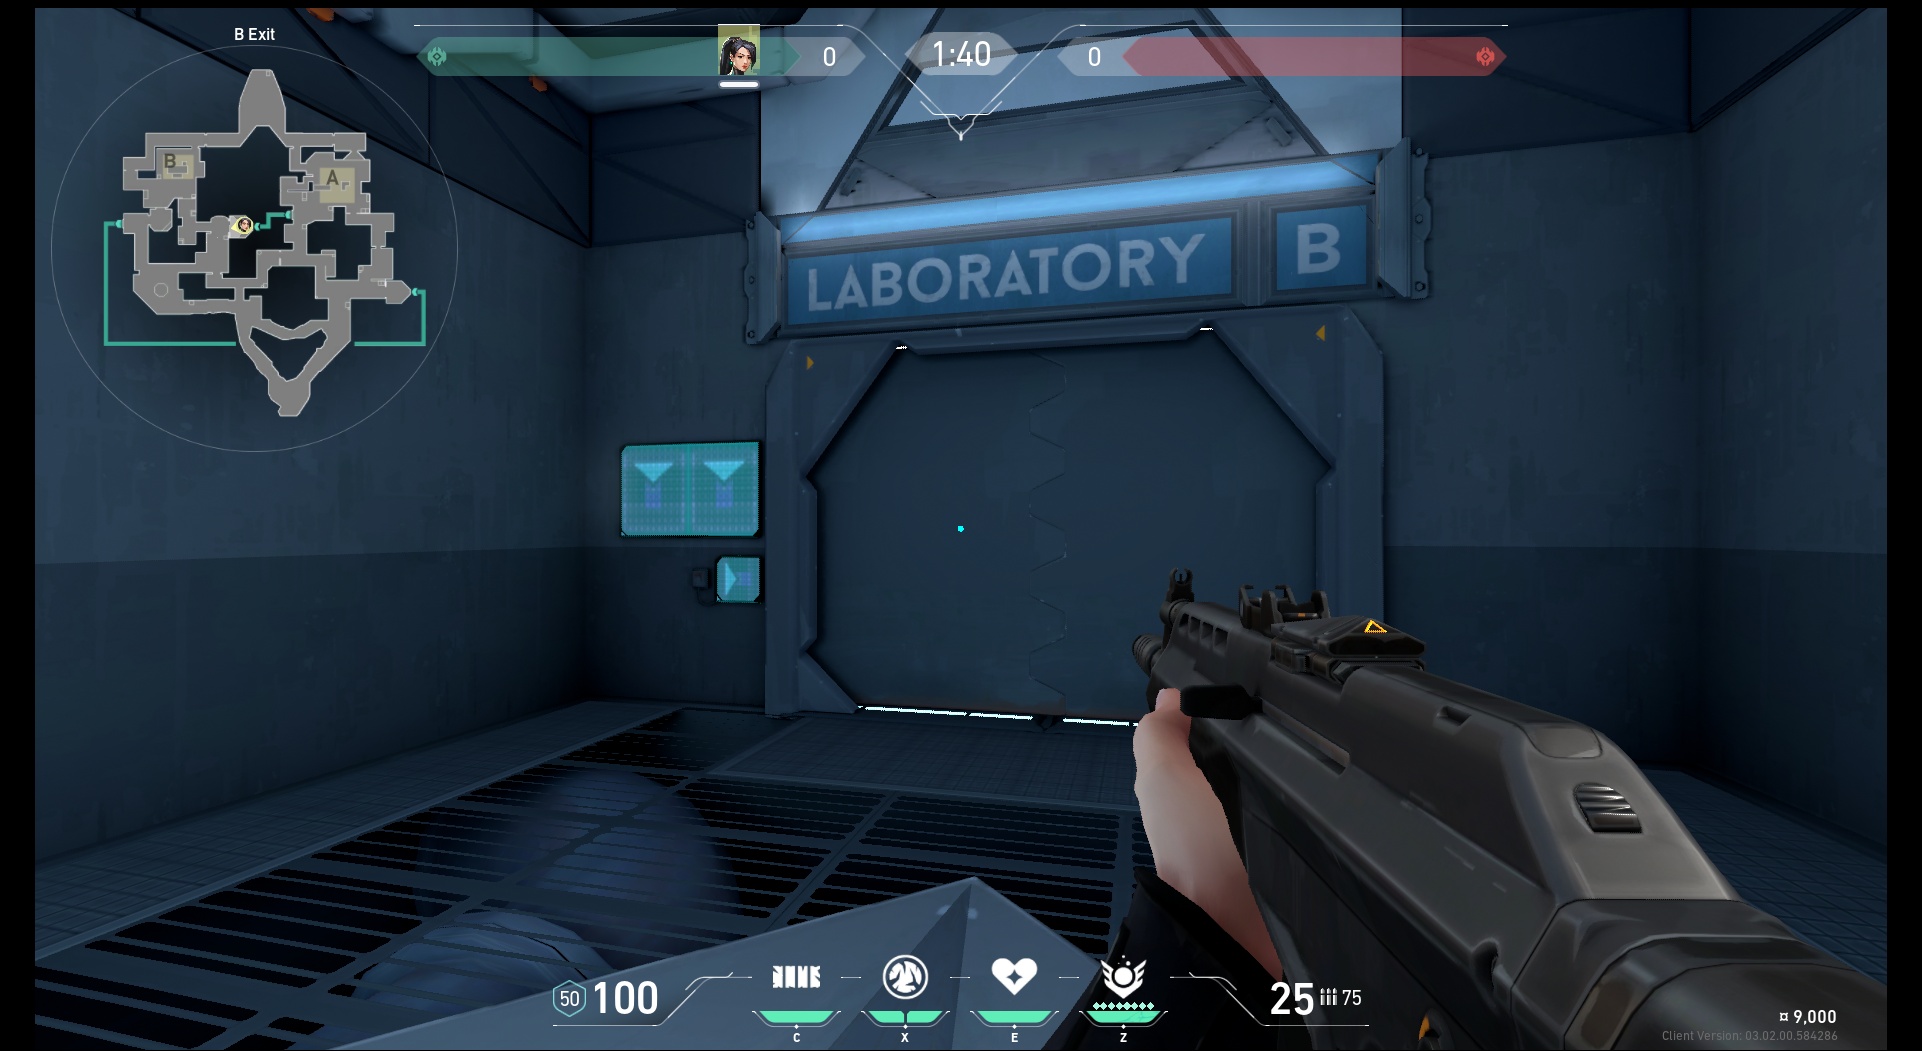 B Exit
0
1:40
0
B
A
LABORATORY B
50 100
25 75
¤ 9,000
C X E Z
Client Version: 03.02.00.584286